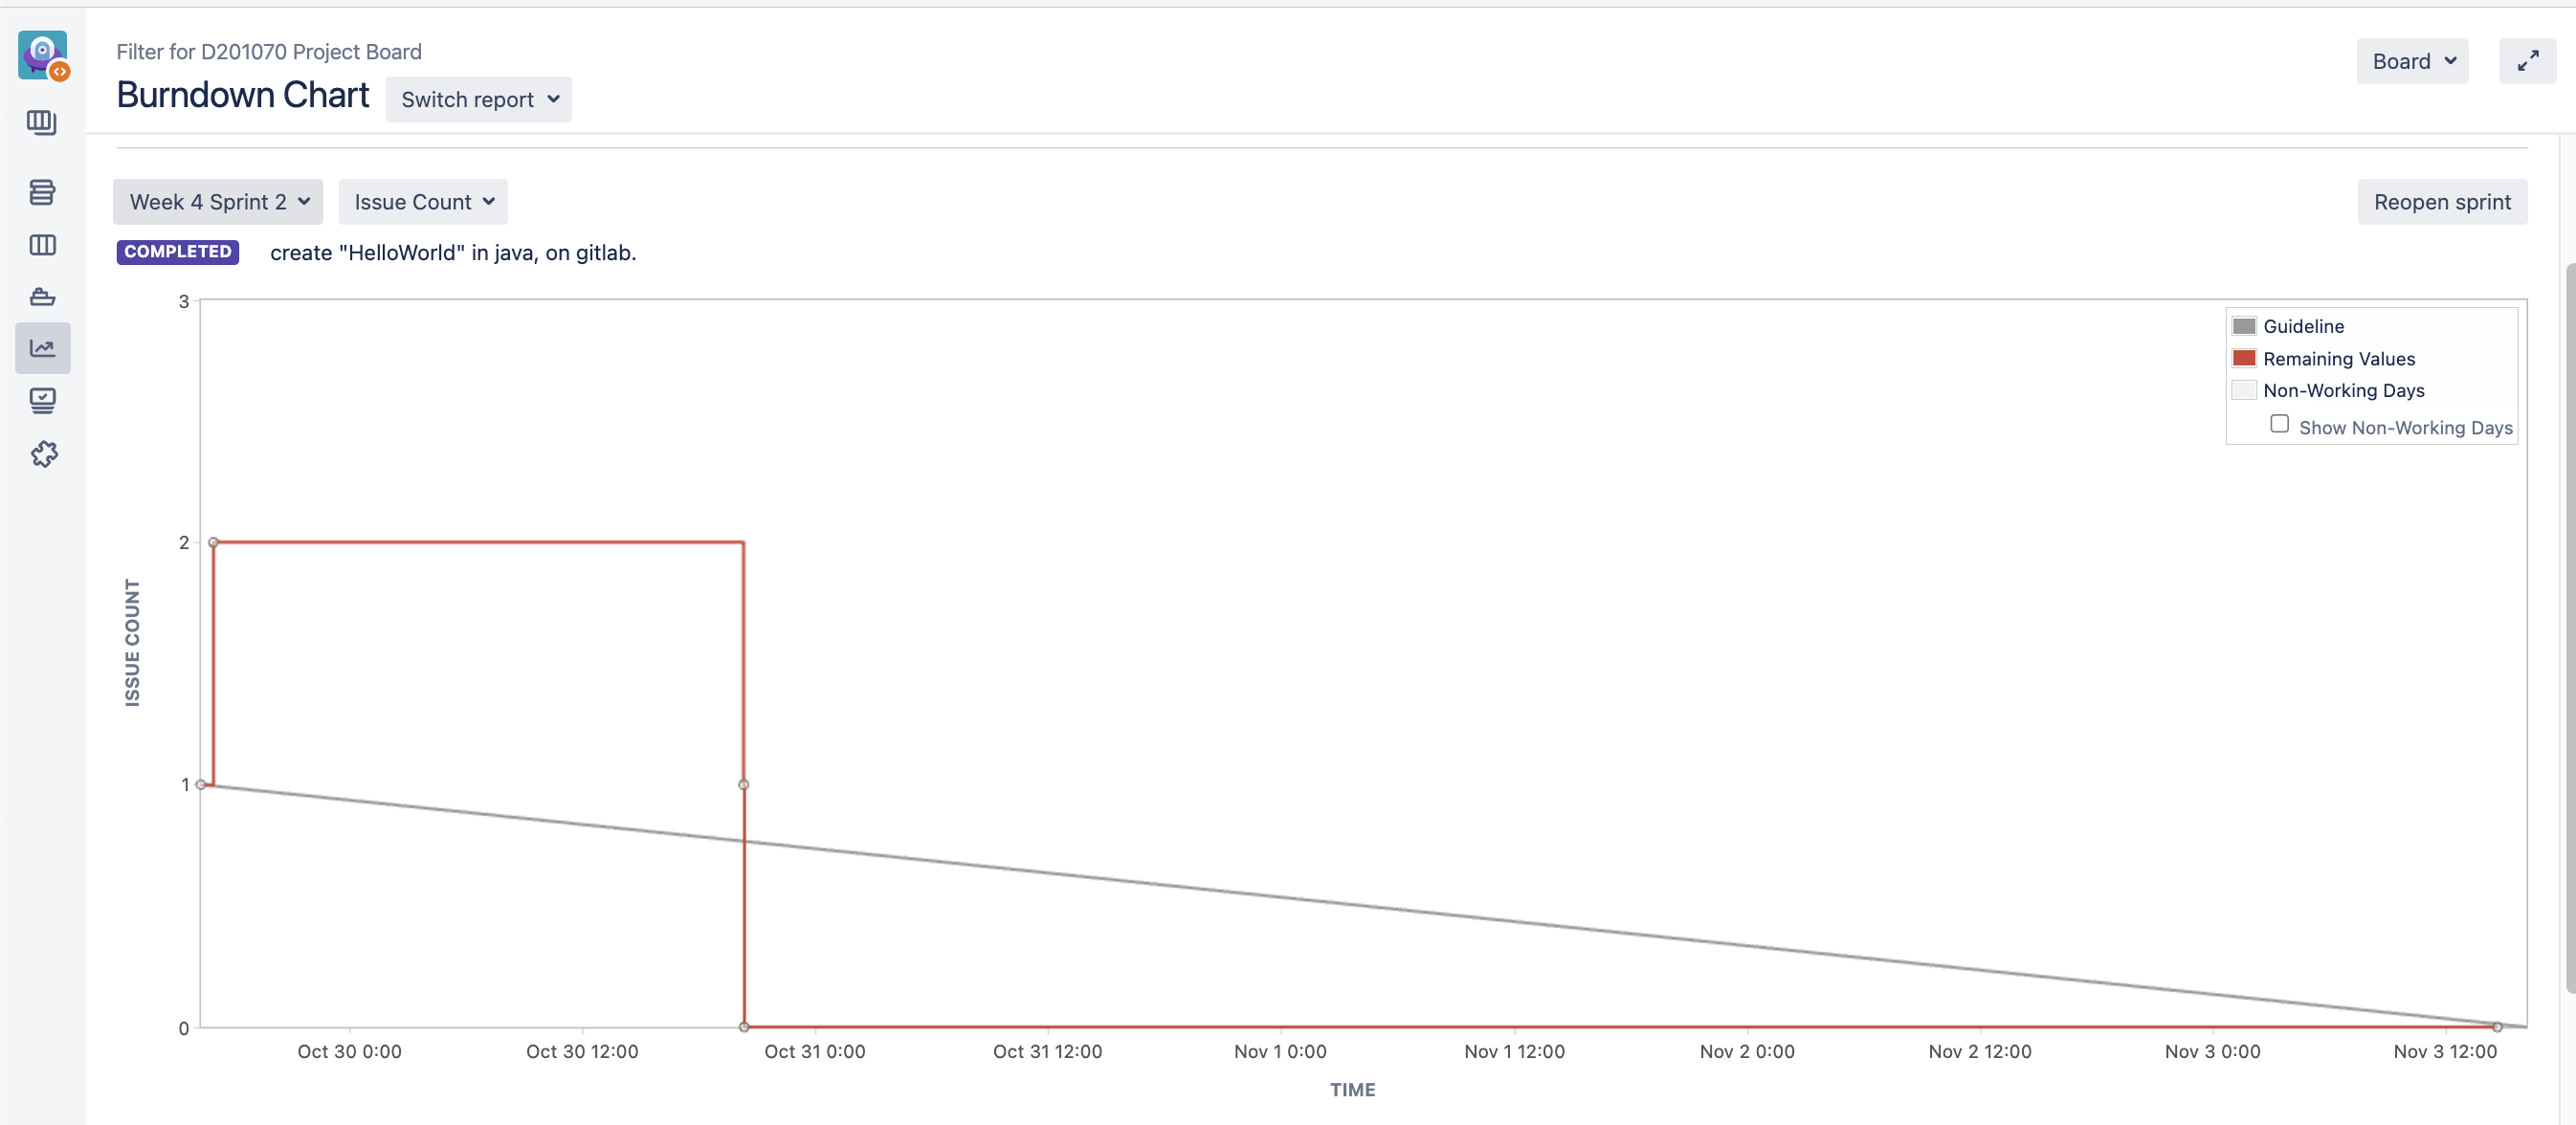 Filter for D201070 Project Board
Burndown Chart
Switch report
Board
Week 4 Sprint 2
Issue Count
Reopen sprint
COMPLETED
create "HelloWorld" in java, on gitlab.
Guideline
Remaining Values
Non-Working Days
Show Non-Working Days
ISSUE COUNT
3
2
1
0
Oct 30 0:00
Oct 30 12:00
Oct 31 0:00
Oct 31 12:00
Nov 1 0:00
Nov 1 12:00
Nov 2 0:00
Nov 2 12:00
Nov 3 0:00
Nov 3 12:00
TIME